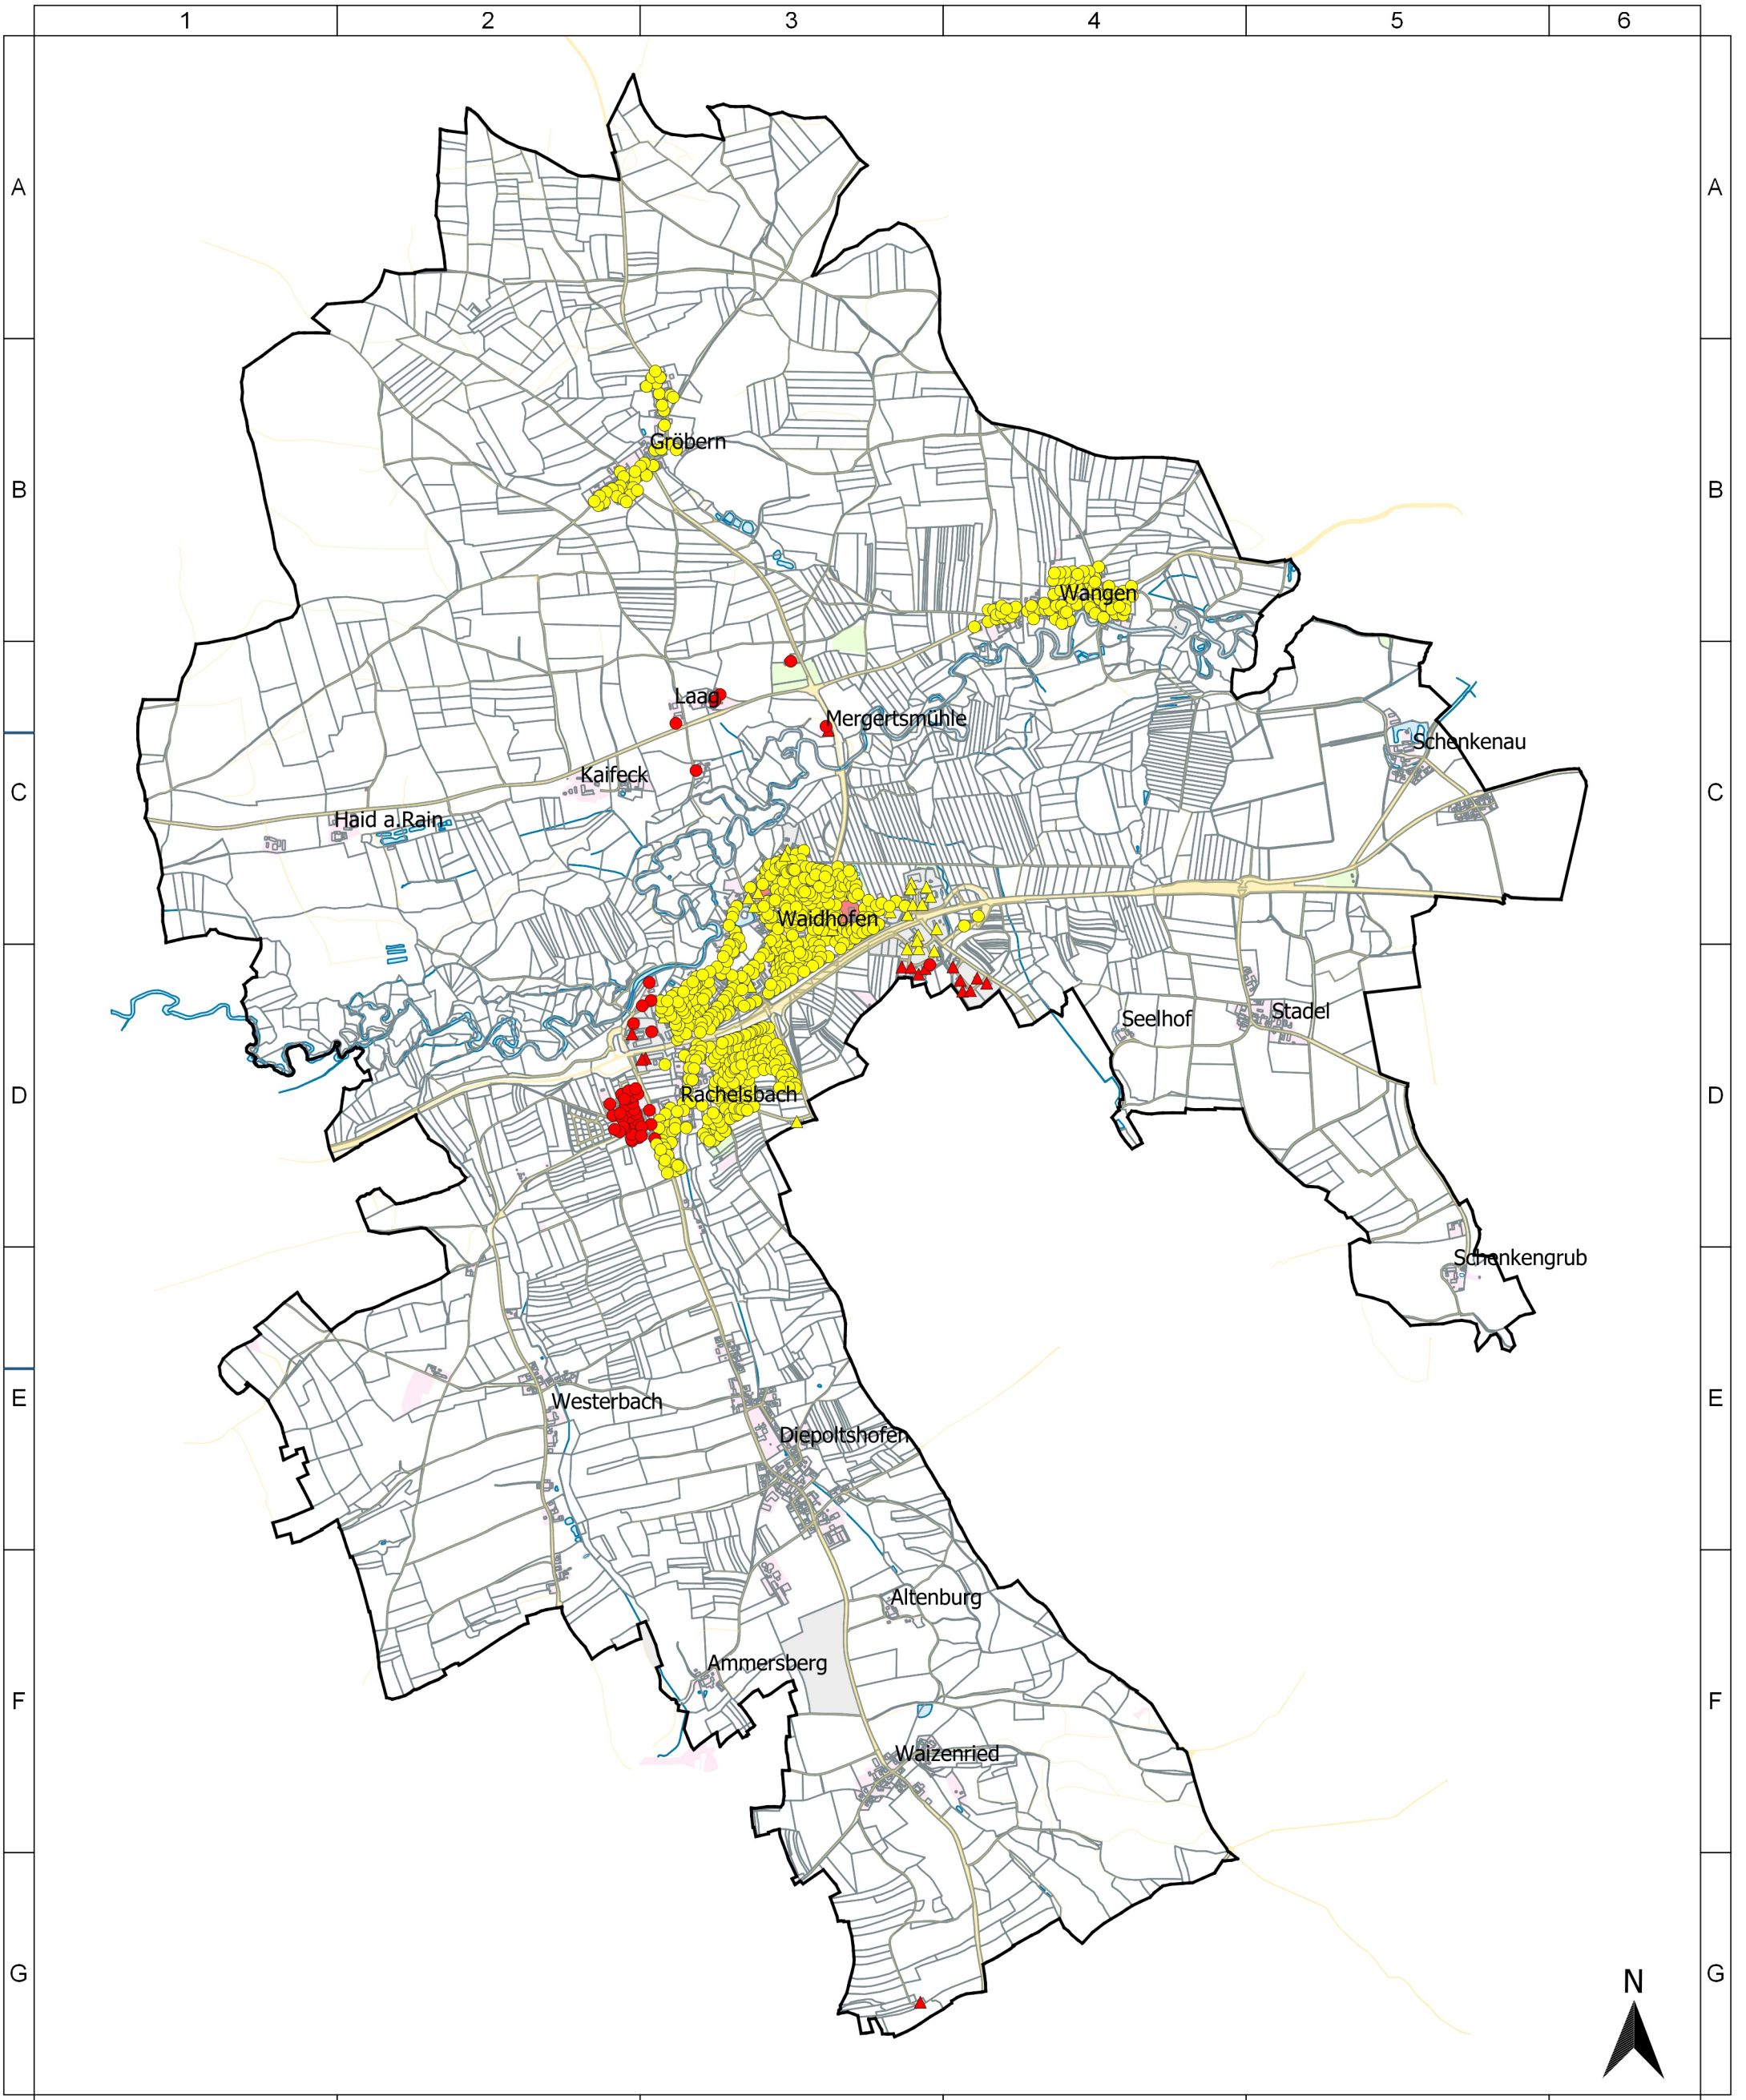 1 2 3 4 5 6
A A
Gröbern
B B
Wangen
Laag
Mergertsmühle
Schenkenau
Kaifeck
C C
Haid a.Rain
Waidhofen
Stadel
Seelhof
Rachelsbach
D D
Schenkengrub
E E
Westerbach
Diepoltshofen
Altenburg
Ammersberg
F F
Waizenried
G G
N